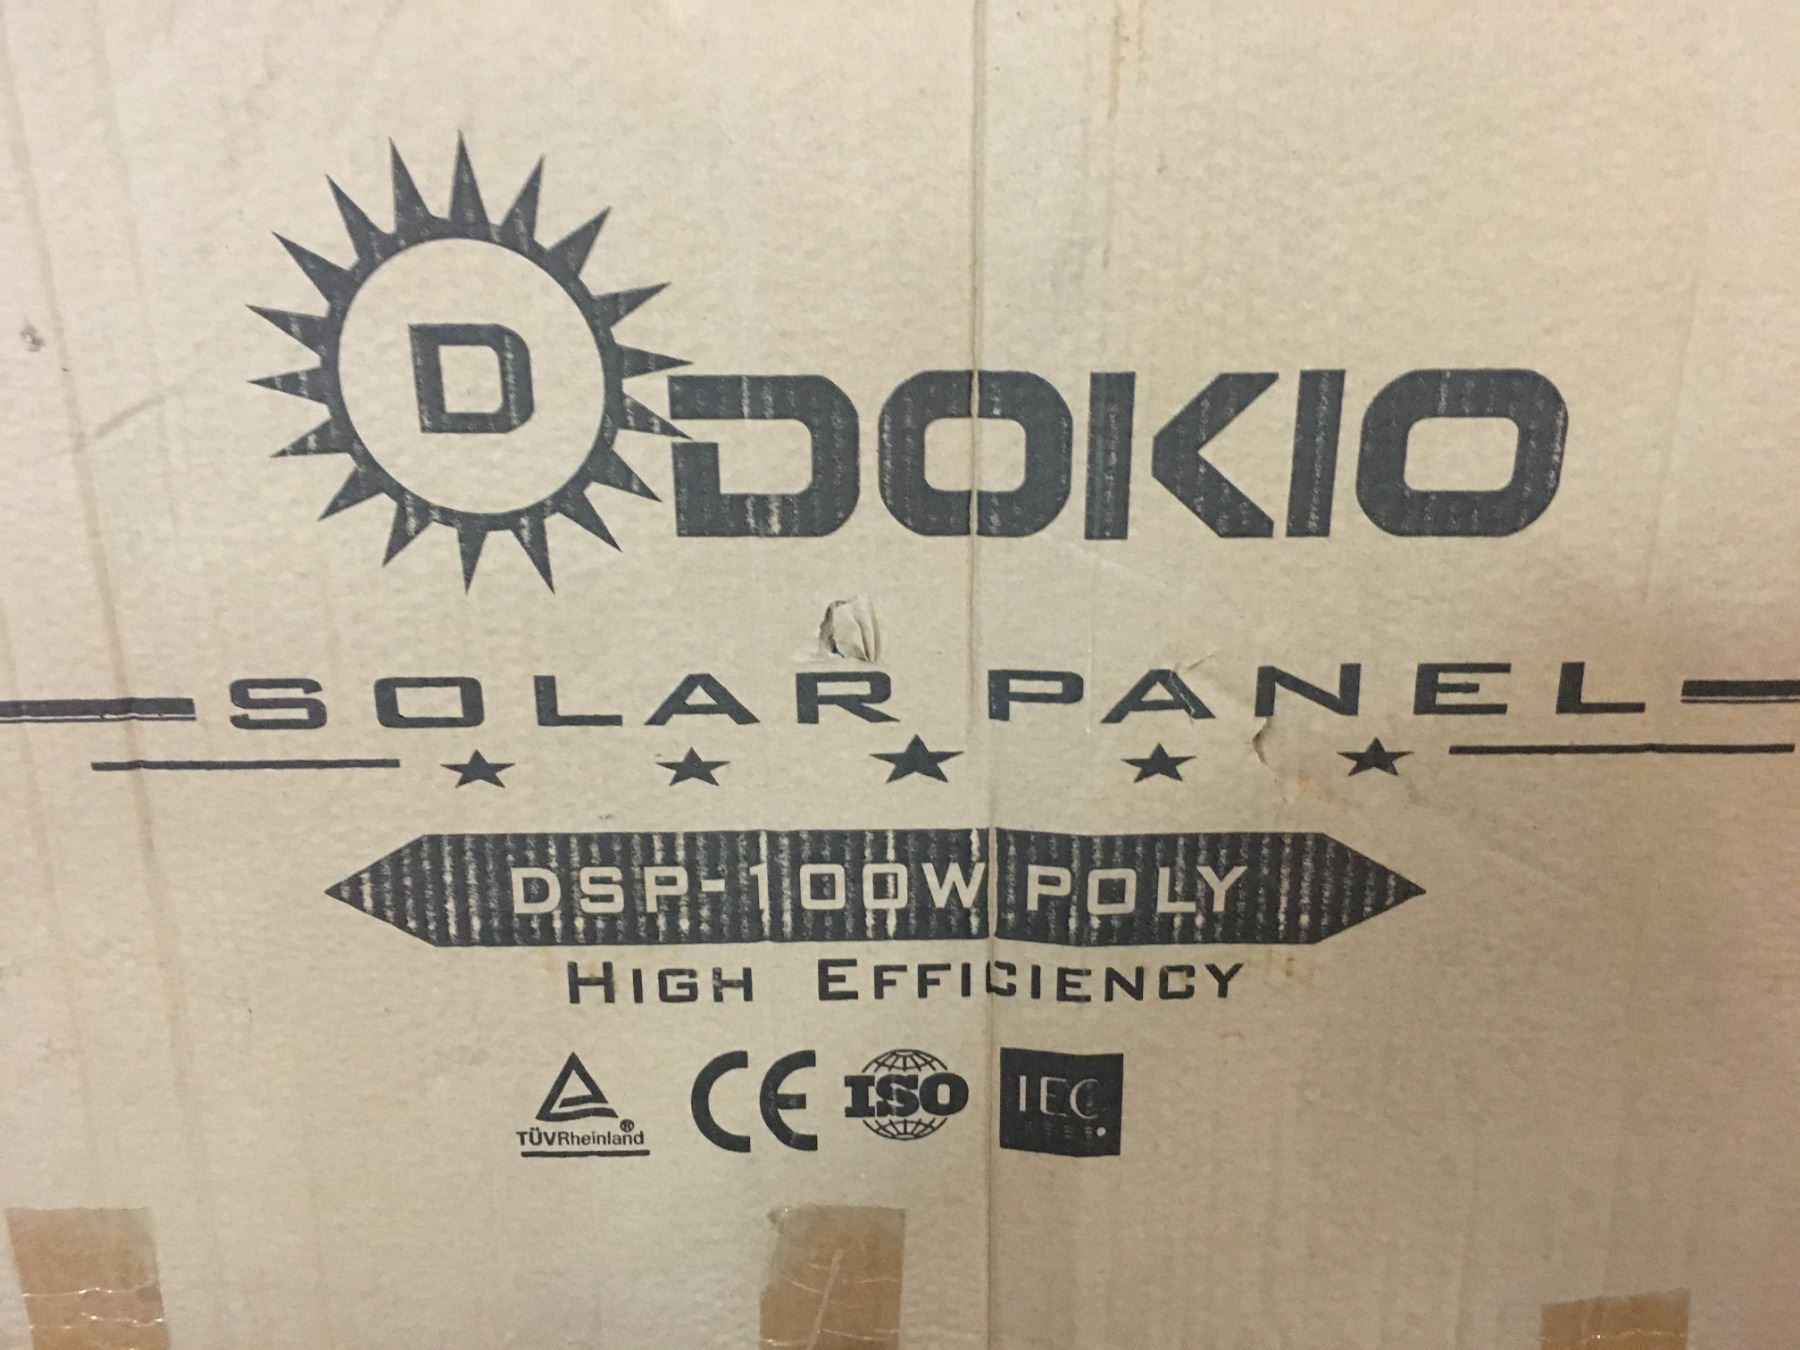 D
DOKIO
SOLAR PANEL
DSP-100W POLY
HIGH EFFICIENCY
TÜVRheinland®
CE
ISO
IEC